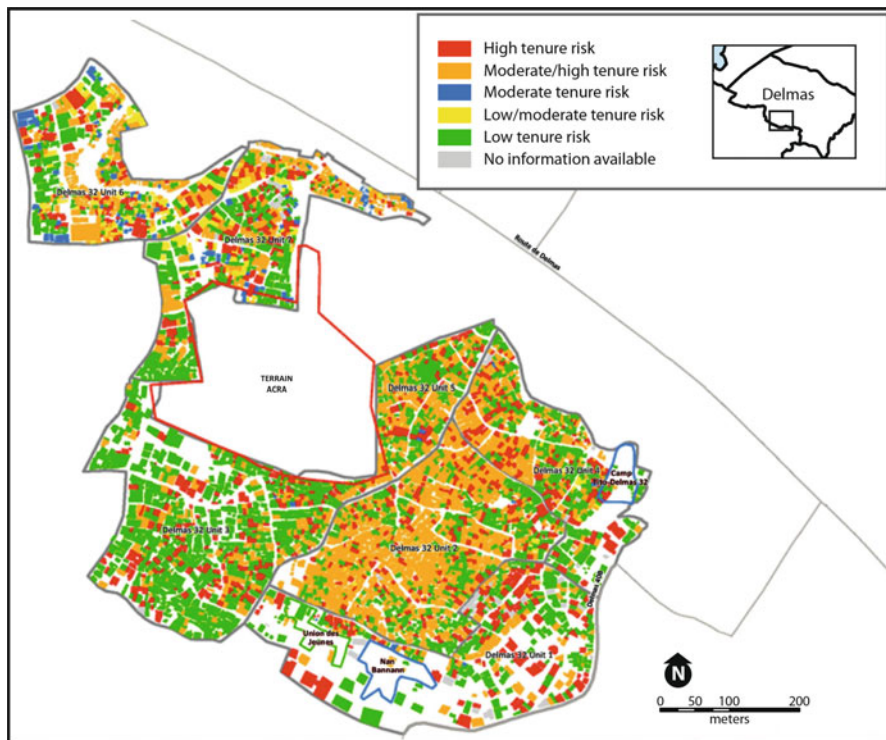 High tenure risk
Moderate/high tenure risk
Moderate tenure risk
Low/moderate tenure risk
Low tenure risk
No information available
Delmas
Delmas 32 Unit 6
Delmas 32 Unit 7
Route de Delmas
TERRAIN
ACRA
Delmas 32 Unit 5
Delmas 32 Unit 4
Camp
Delmas 32 Unit 3
Delmas 32 Unit 2
Union des
Jeunes
Nan
Bannann
Delmas 32 Unit 1
N
0 50 100 200
meters